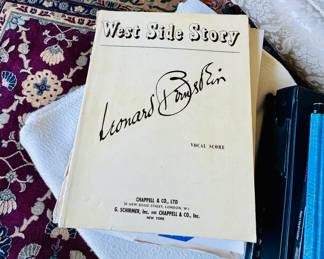 West Side Story
Leonard Bernstein
VOCAL SCORE
CHAPPELL & CO., LTD
50 NEW BOND STREET, LONDON, W.1
G. SCHIRMER, Inc. AND CHAPPELL & CO., Inc.
NEW YORK